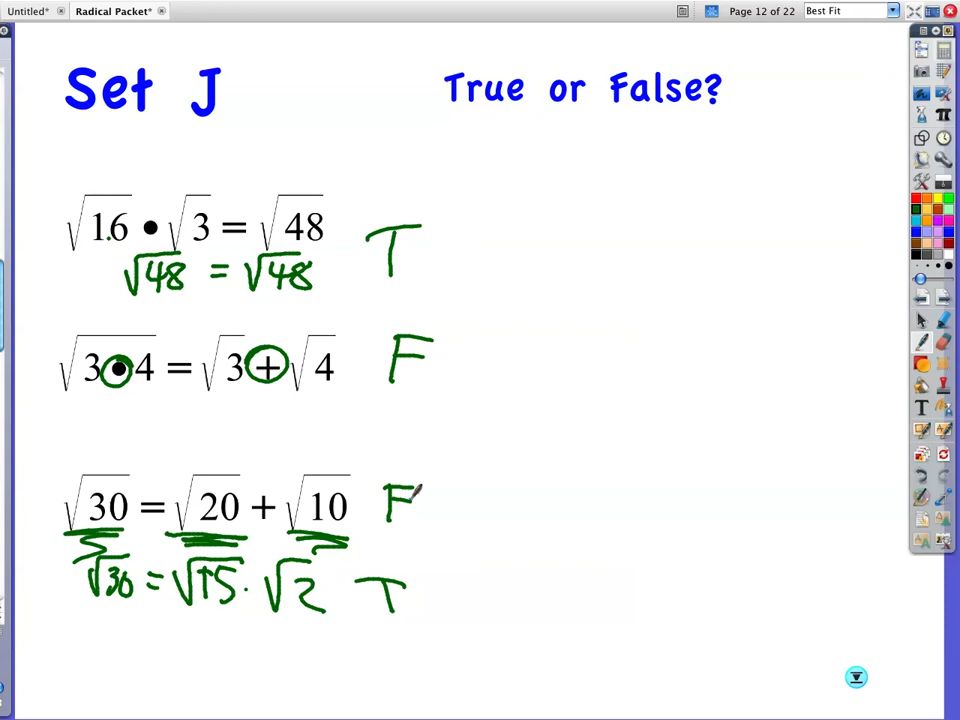 Untitled*
Radical Packet*
Page 12 of 22
Best Fit
Set J
True or False?
√16 • √3 = √48 T
√48 = √48
√3•4 = √3 + √4 F
√30 = √20 + √10 F
√30 = √15 · √2 T